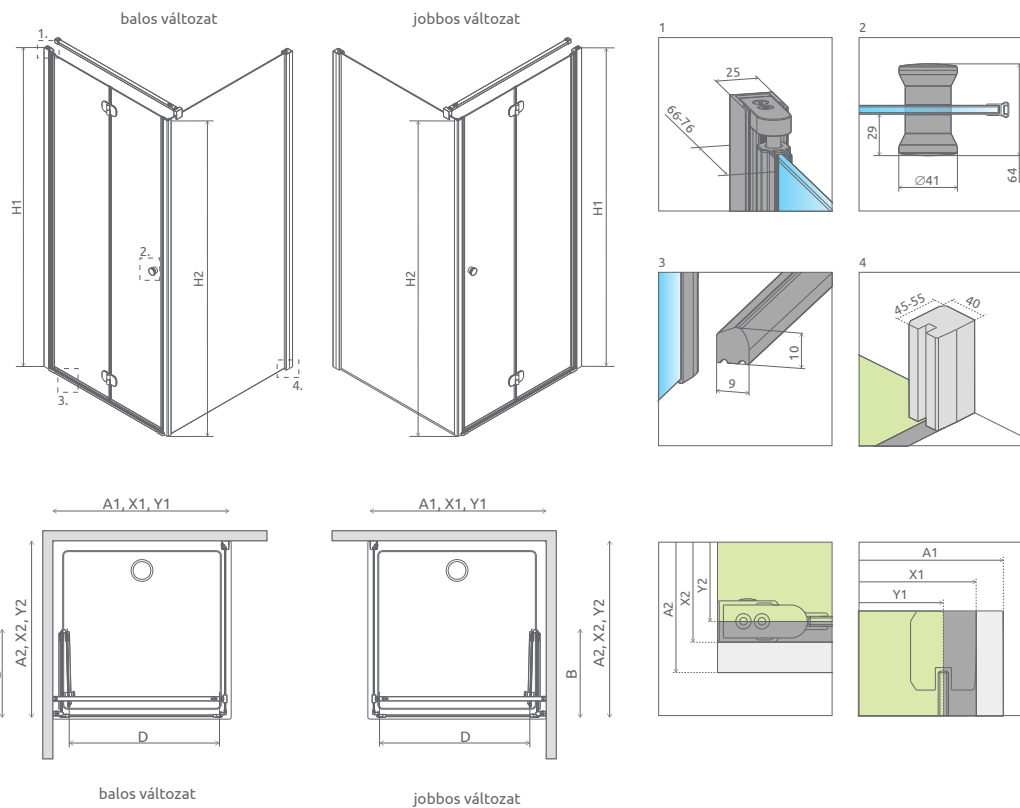 balos változat
jobbos változat
1.
H1
2.
H2
3.
4.
H2
H1
1
25
66-76
2
29
Ø41
64
3
9
10
4
45-55
40
A1, X1, Y1
A2, X2, Y2
D
balos változat
A1, X1, Y1
B
A2, X2, Y2
D
jobbos változat
A2
X2
Y2
A1
X1
Y1